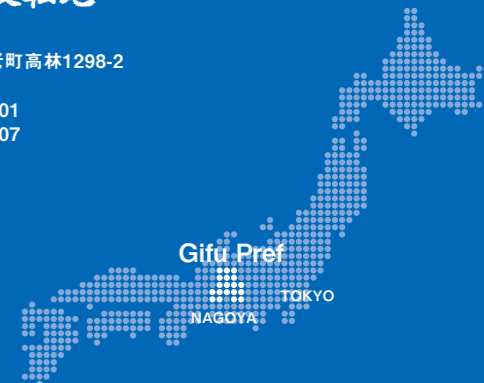 町高林1298-2
01
07
Gifu Pref
TOKYO
NAGOYA